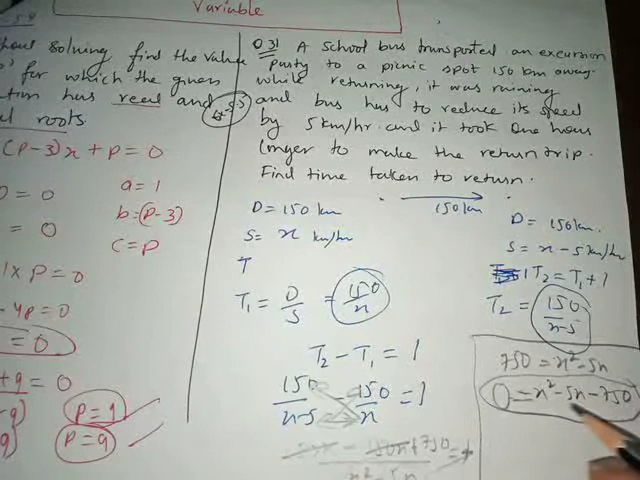 Variable
solving find the value
for which the given
has real and
roots
(P-3)x + P = 0
= 0
a = 1
= 0
b = (P-3)
c = P
1 x P = 0
- 4P = 0
= 0
+ 9 = 0
P = 1
P = 9
Q 31 A school bus transported an excursion
party to a picnic spot 150 km away.
while returning, it was raining
and bus has to reduce its speed
by 5 km/hr. and it took one hour
longer to make the return trip.
Find time taken to return.
D = 150 km
S = x km/hr
T
T₁ = D/S = 150/x
T₂ - T₁ = 1
150/x-5 - 150/x = 1
x² - 5x
150 km
D = 150 km.
S = x - 5 km/hr
T₂ = T₁ + 1
T₂ = 150/x-5
750 = x² - 5x
0 = x² - 5x - 750